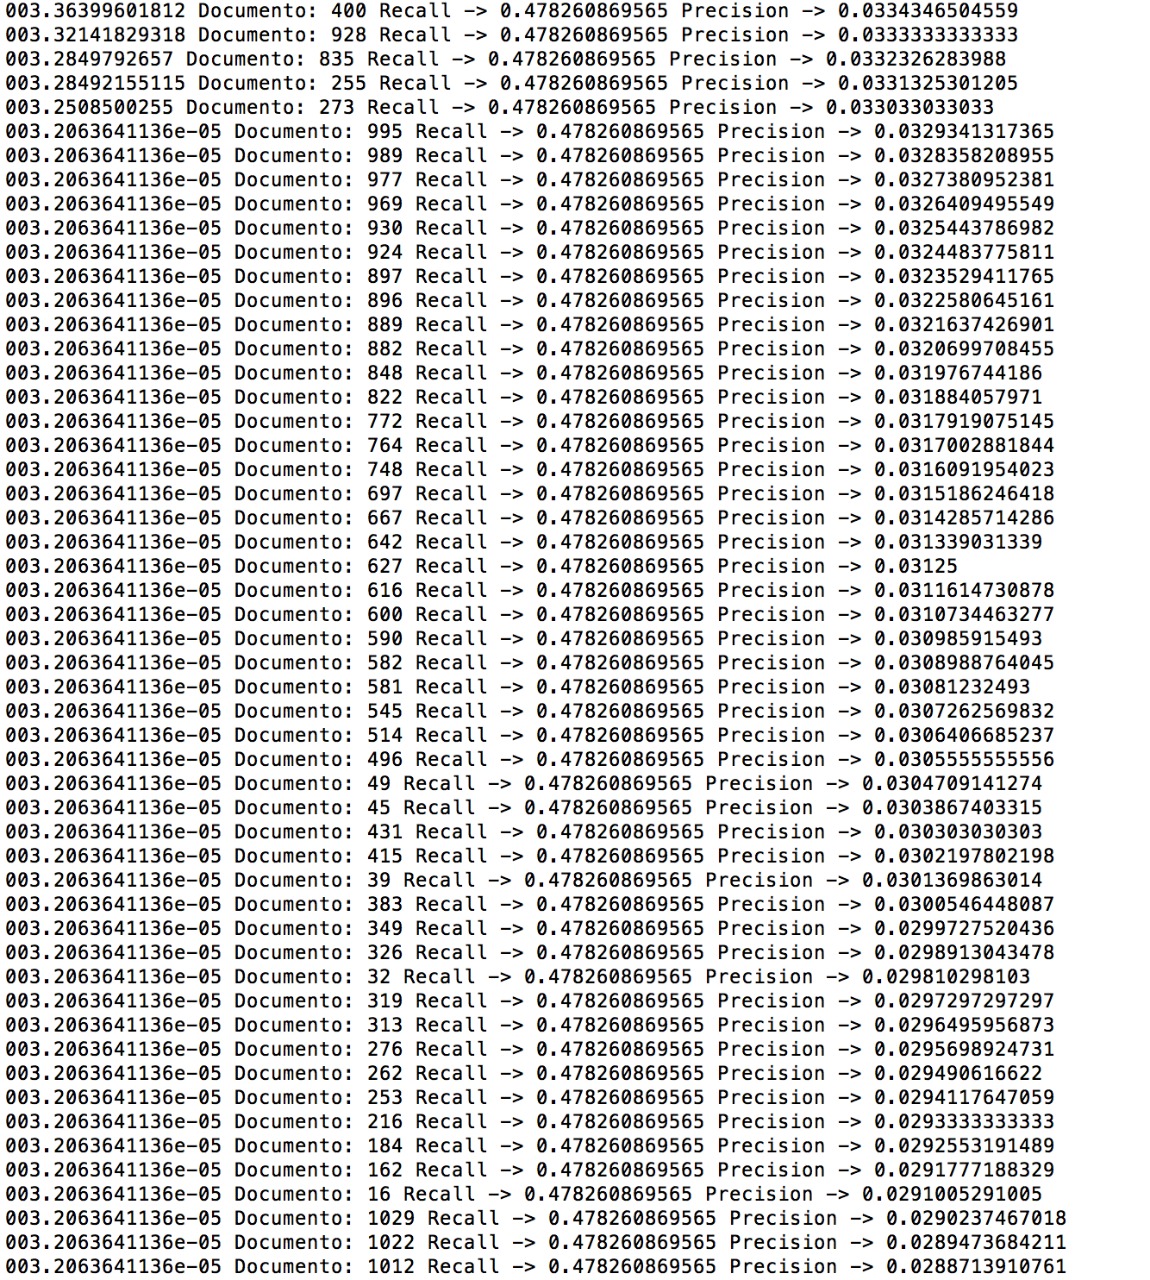 003.36399601812 Documento: 400 Recall -> 0.478260869565 Precision -> 0.0334346504559
003.32141829318 Documento: 928 Recall -> 0.478260869565 Precision -> 0.0333333333333
003.2849792657 Documento: 835 Recall -> 0.478260869565 Precision -> 0.0332326283988
003.28492155115 Documento: 255 Recall -> 0.478260869565 Precision -> 0.0331325301205
003.2508500255 Documento: 273 Recall -> 0.478260869565 Precision -> 0.033033033033
003.2063641136e-05 Documento: 995 Recall -> 0.478260869565 Precision -> 0.0329341317365
003.2063641136e-05 Documento: 989 Recall -> 0.478260869565 Precision -> 0.0328358208955
003.2063641136e-05 Documento: 977 Recall -> 0.478260869565 Precision -> 0.0327380952381
003.2063641136e-05 Documento: 969 Recall -> 0.478260869565 Precision -> 0.0326409495549
003.2063641136e-05 Documento: 930 Recall -> 0.478260869565 Precision -> 0.0325443786982
003.2063641136e-05 Documento: 924 Recall -> 0.478260869565 Precision -> 0.0324483775811
003.2063641136e-05 Documento: 897 Recall -> 0.478260869565 Precision -> 0.0323529411765
003.2063641136e-05 Documento: 896 Recall -> 0.478260869565 Precision -> 0.0322580645161
003.2063641136e-05 Documento: 889 Recall -> 0.478260869565 Precision -> 0.0321637426901
003.2063641136e-05 Documento: 882 Recall -> 0.478260869565 Precision -> 0.0320699708455
003.2063641136e-05 Documento: 848 Recall -> 0.478260869565 Precision -> 0.031976744186
003.2063641136e-05 Documento: 822 Recall -> 0.478260869565 Precision -> 0.031884057971
003.2063641136e-05 Documento: 772 Recall -> 0.478260869565 Precision -> 0.0317919075145
003.2063641136e-05 Documento: 764 Recall -> 0.478260869565 Precision -> 0.0317002881844
003.2063641136e-05 Documento: 748 Recall -> 0.478260869565 Precision -> 0.0316091954023
003.2063641136e-05 Documento: 697 Recall -> 0.478260869565 Precision -> 0.0315186246418
003.2063641136e-05 Documento: 667 Recall -> 0.478260869565 Precision -> 0.0314285714286
003.2063641136e-05 Documento: 642 Recall -> 0.478260869565 Precision -> 0.031339031339
003.2063641136e-05 Documento: 627 Recall -> 0.478260869565 Precision -> 0.03125
003.2063641136e-05 Documento: 616 Recall -> 0.478260869565 Precision -> 0.0311614730878
003.2063641136e-05 Documento: 600 Recall -> 0.478260869565 Precision -> 0.0310734463277
003.2063641136e-05 Documento: 590 Recall -> 0.478260869565 Precision -> 0.030985915493
003.2063641136e-05 Documento: 582 Recall -> 0.478260869565 Precision -> 0.0308988764045
003.2063641136e-05 Documento: 581 Recall -> 0.478260869565 Precision -> 0.03081232493
003.2063641136e-05 Documento: 545 Recall -> 0.478260869565 Precision -> 0.0307262569832
003.2063641136e-05 Documento: 514 Recall -> 0.478260869565 Precision -> 0.0306406685237
003.2063641136e-05 Documento: 496 Recall -> 0.478260869565 Precision -> 0.0305555555556
003.2063641136e-05 Documento: 49 Recall -> 0.478260869565 Precision -> 0.0304709141274
003.2063641136e-05 Documento: 45 Recall -> 0.478260869565 Precision -> 0.0303867403315
003.2063641136e-05 Documento: 431 Recall -> 0.478260869565 Precision -> 0.030303030303
003.2063641136e-05 Documento: 415 Recall -> 0.478260869565 Precision -> 0.0302197802198
003.2063641136e-05 Documento: 39 Recall -> 0.478260869565 Precision -> 0.0301369863014
003.2063641136e-05 Documento: 383 Recall -> 0.478260869565 Precision -> 0.0300546448087
003.2063641136e-05 Documento: 349 Recall -> 0.478260869565 Precision -> 0.0299727520436
003.2063641136e-05 Documento: 326 Recall -> 0.478260869565 Precision -> 0.0298913043478
003.2063641136e-05 Documento: 32 Recall -> 0.478260869565 Precision -> 0.029810298103
003.2063641136e-05 Documento: 319 Recall -> 0.478260869565 Precision -> 0.0297297297297
003.2063641136e-05 Documento: 313 Recall -> 0.478260869565 Precision -> 0.0296495956873
003.2063641136e-05 Documento: 276 Recall -> 0.478260869565 Precision -> 0.0295698924731
003.2063641136e-05 Documento: 262 Recall -> 0.478260869565 Precision -> 0.029490616622
003.2063641136e-05 Documento: 253 Recall -> 0.478260869565 Precision -> 0.0294117647059
003.2063641136e-05 Documento: 216 Recall -> 0.478260869565 Precision -> 0.0293333333333
003.2063641136e-05 Documento: 184 Recall -> 0.478260869565 Precision -> 0.0292553191489
003.2063641136e-05 Documento: 162 Recall -> 0.478260869565 Precision -> 0.0291777188329
003.2063641136e-05 Documento: 16 Recall -> 0.478260869565 Precision -> 0.0291005291005
003.2063641136e-05 Documento: 1029 Recall -> 0.478260869565 Precision -> 0.0290237467018
003.2063641136e-05 Documento: 1022 Recall -> 0.478260869565 Precision -> 0.0289473684211
003.2063641136e-05 Documento: 1012 Recall -> 0.478260869565 Precision -> 0.0288713910761